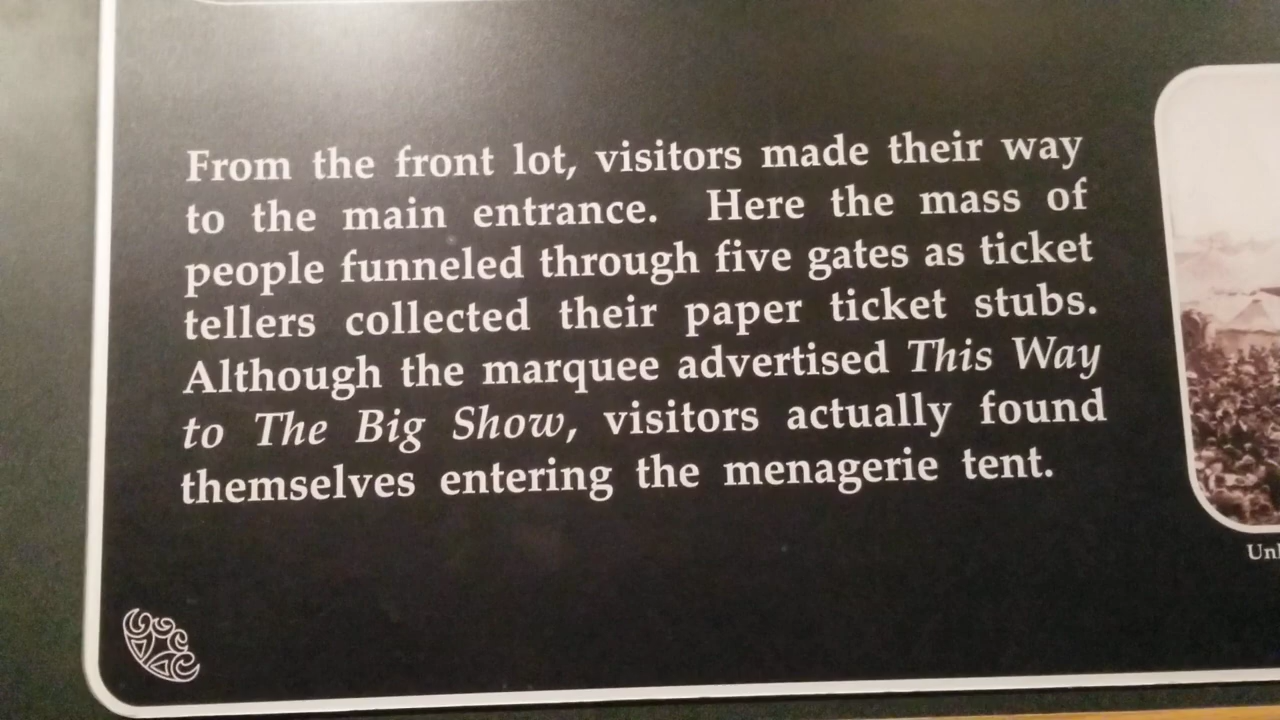 From the front lot, visitors made their way
to the main entrance. Here the mass of
people funneled through five gates as ticket
tellers collected their paper ticket stubs.
Although the marquee advertised This Way
to The Big Show, visitors actually found
themselves entering the menagerie tent.